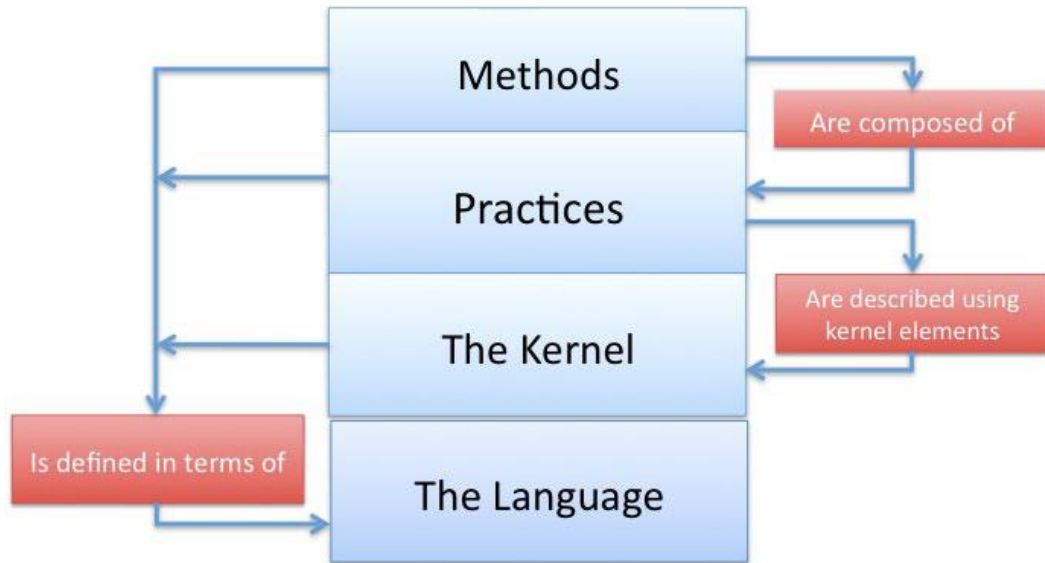 Methods
Are composed of
Practices
Are described using
kernel elements
The Kernel
Is defined in terms of
The Language